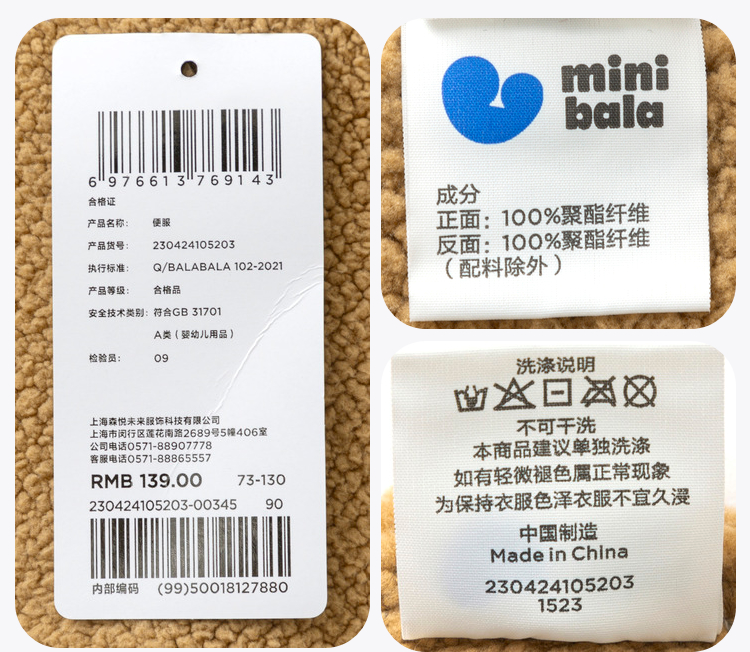 6 976613 769143
合格证
产品名称: 便服
产品货号: 230424105203
执行标准: Q/BALABALA 102-2021
产品等级: 合格品
安全技术类别: 符合GB 31701
A类 ( 婴幼儿用品 )
检验员: 09
上海森悦未来服饰科技有限公司
上海市闵行区莲花南路2689号5幢406室
公司电话0571-88907778
客服电话0571-88865557
RMB 139.00 73-130
230424105203-00345 90
内部编码 (99)50018127880
mini
bala
成分
正面: 100%聚酯纤维
反面: 100%聚酯纤维
( 配料除外 )
洗涤说明
不可干洗
本商品建议单独洗涤
如有轻微褪色属正常现象
为保持衣服色泽衣服不宜久浸
中国制造
Made in China
230424105203
1523